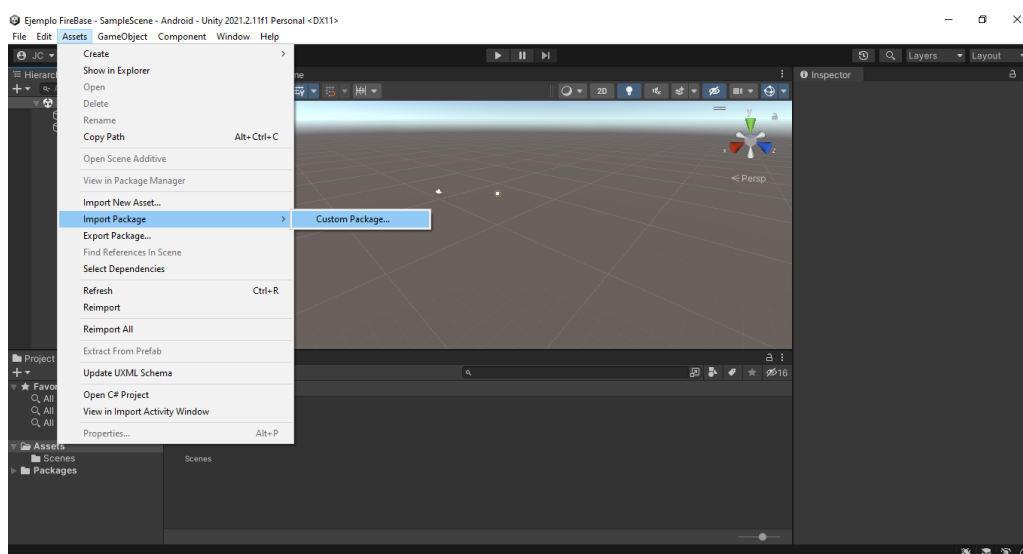 Ejemplo FireBase - SampleScene - Android - Unity 2021.2.11f1 Personal <DX11>
File Edit Assets GameObject Component Window Help
JC
Layers
Layout
Create
Show in Explorer
Open
Delete
Rename
Copy Path Alt+Ctrl+C
Open Scene Additive
View in Package Manager
Import New Asset...
Import Package
Custom Package...
Export Package...
Find References In Scene
Select Dependencies
Refresh Ctrl+R
Reimport
Reimport All
Extract From Prefab
Update UXML Schema
Open C# Project
View in Import Activity Window
Properties... Alt+P
Hierarc
ne
2D
y
x
z
Persp
Inspector
Project
16
Favor
All
All
All
Assets
Scenes
Packages
Scenes